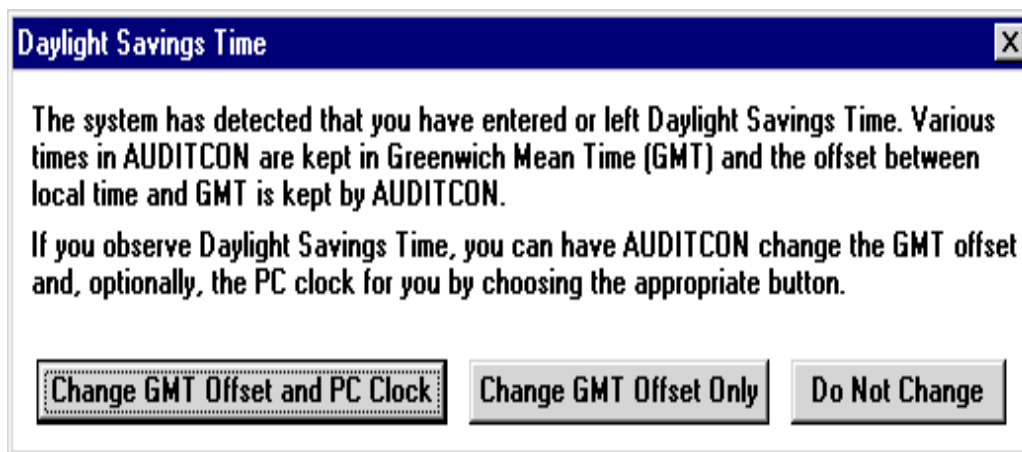 Daylight Savings Time
The system has detected that you have entered or left Daylight Savings Time. Various
times in AUDITCON are kept in Greenwich Mean Time (GMT) and the offset between
local time and GMT is kept by AUDITCON.
If you observe Daylight Savings Time, you can have AUDITCON change the GMT offset
and, optionally, the PC clock for you by choosing the appropriate button.
Change GMT Offset and PC Clock
Change GMT Offset Only
Do Not Change